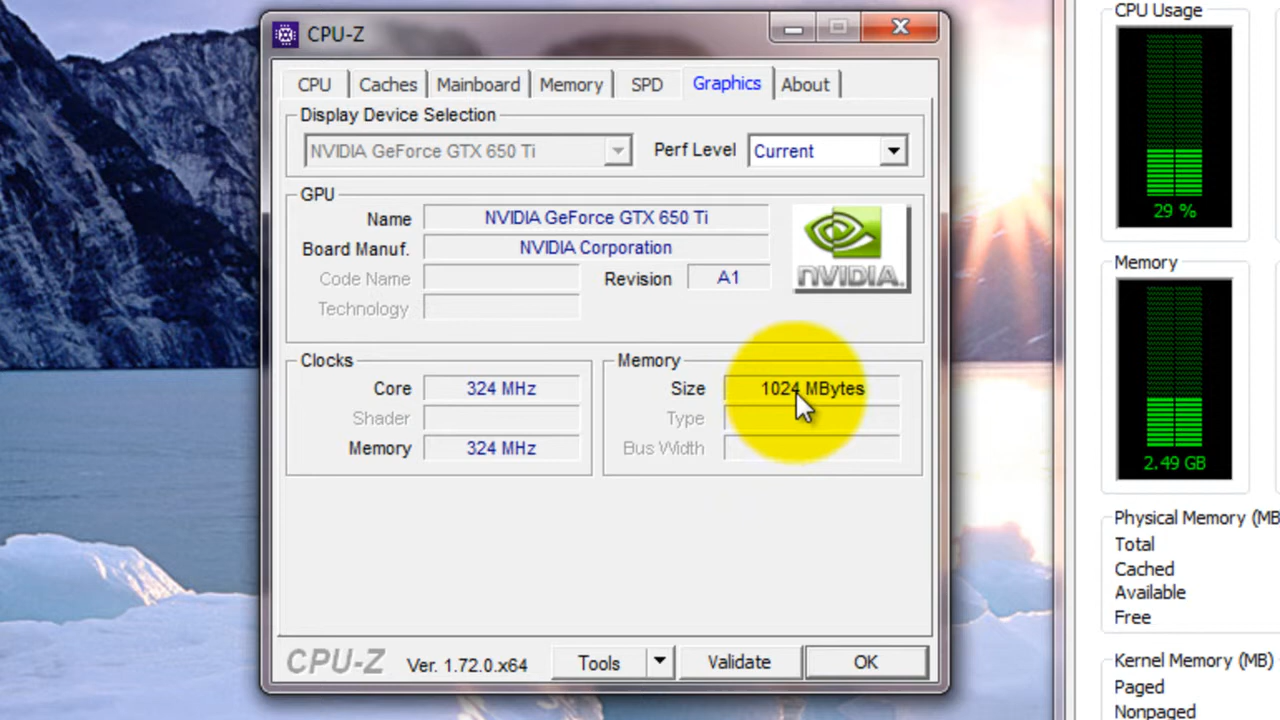 CPU-Z
CPU Caches Mainboard Memory SPD Graphics About
Display Device Selection
NVIDIA GeForce GTX 650 Ti Perf Level Current
GPU
Name NVIDIA GeForce GTX 650 Ti
Board Manuf. NVIDIA Corporation
Code Name Revision A1
Technology
NVIDIA.
Clocks
Core 324 MHz
Shader
Memory 324 MHz
Memory
Size 1024 MBytes
Type
Bus Width
CPU-Z Ver. 1.72.0.x64 Tools Validate OK
CPU Usage
29 %
Memory
2.49 GB
Physical Memory (MB
Total
Cached
Available
Free
Kernel Memory (MB)
Paged
Nonpaged